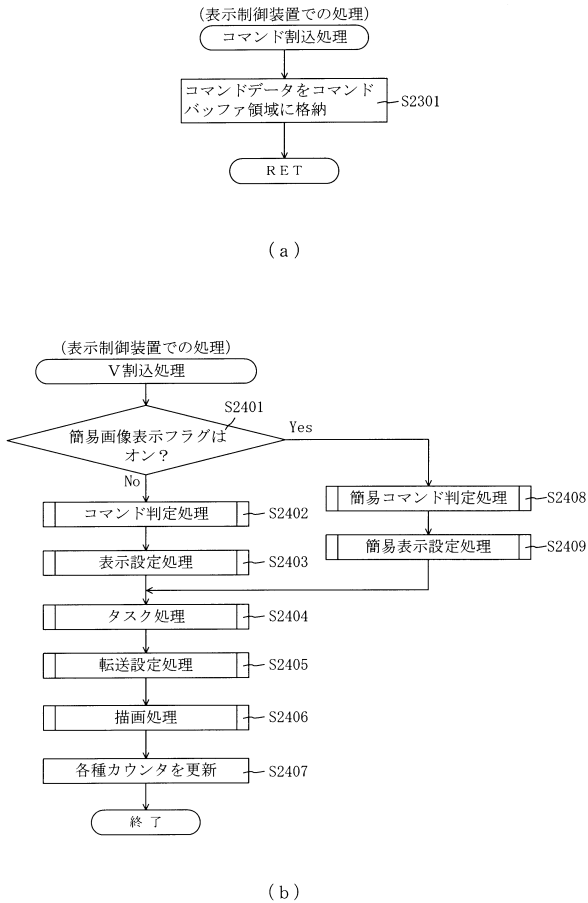 (表示制御装置での処理)
コマンド割込処理
コマンドデータをコマンド
バッファ領域に格納
S2301
RET
(a)
(表示制御装置での処理)
V割込処理
S2401
簡易画像表示フラグは
オン?
Yes
No
コマンド判定処理
S2402
簡易コマンド判定処理
S2408
表示設定処理
S2403
簡易表示設定処理
S2409
タスク処理
S2404
転送設定処理
S2405
描画処理
S2406
各種カウンタを更新
S2407
終了
(b)